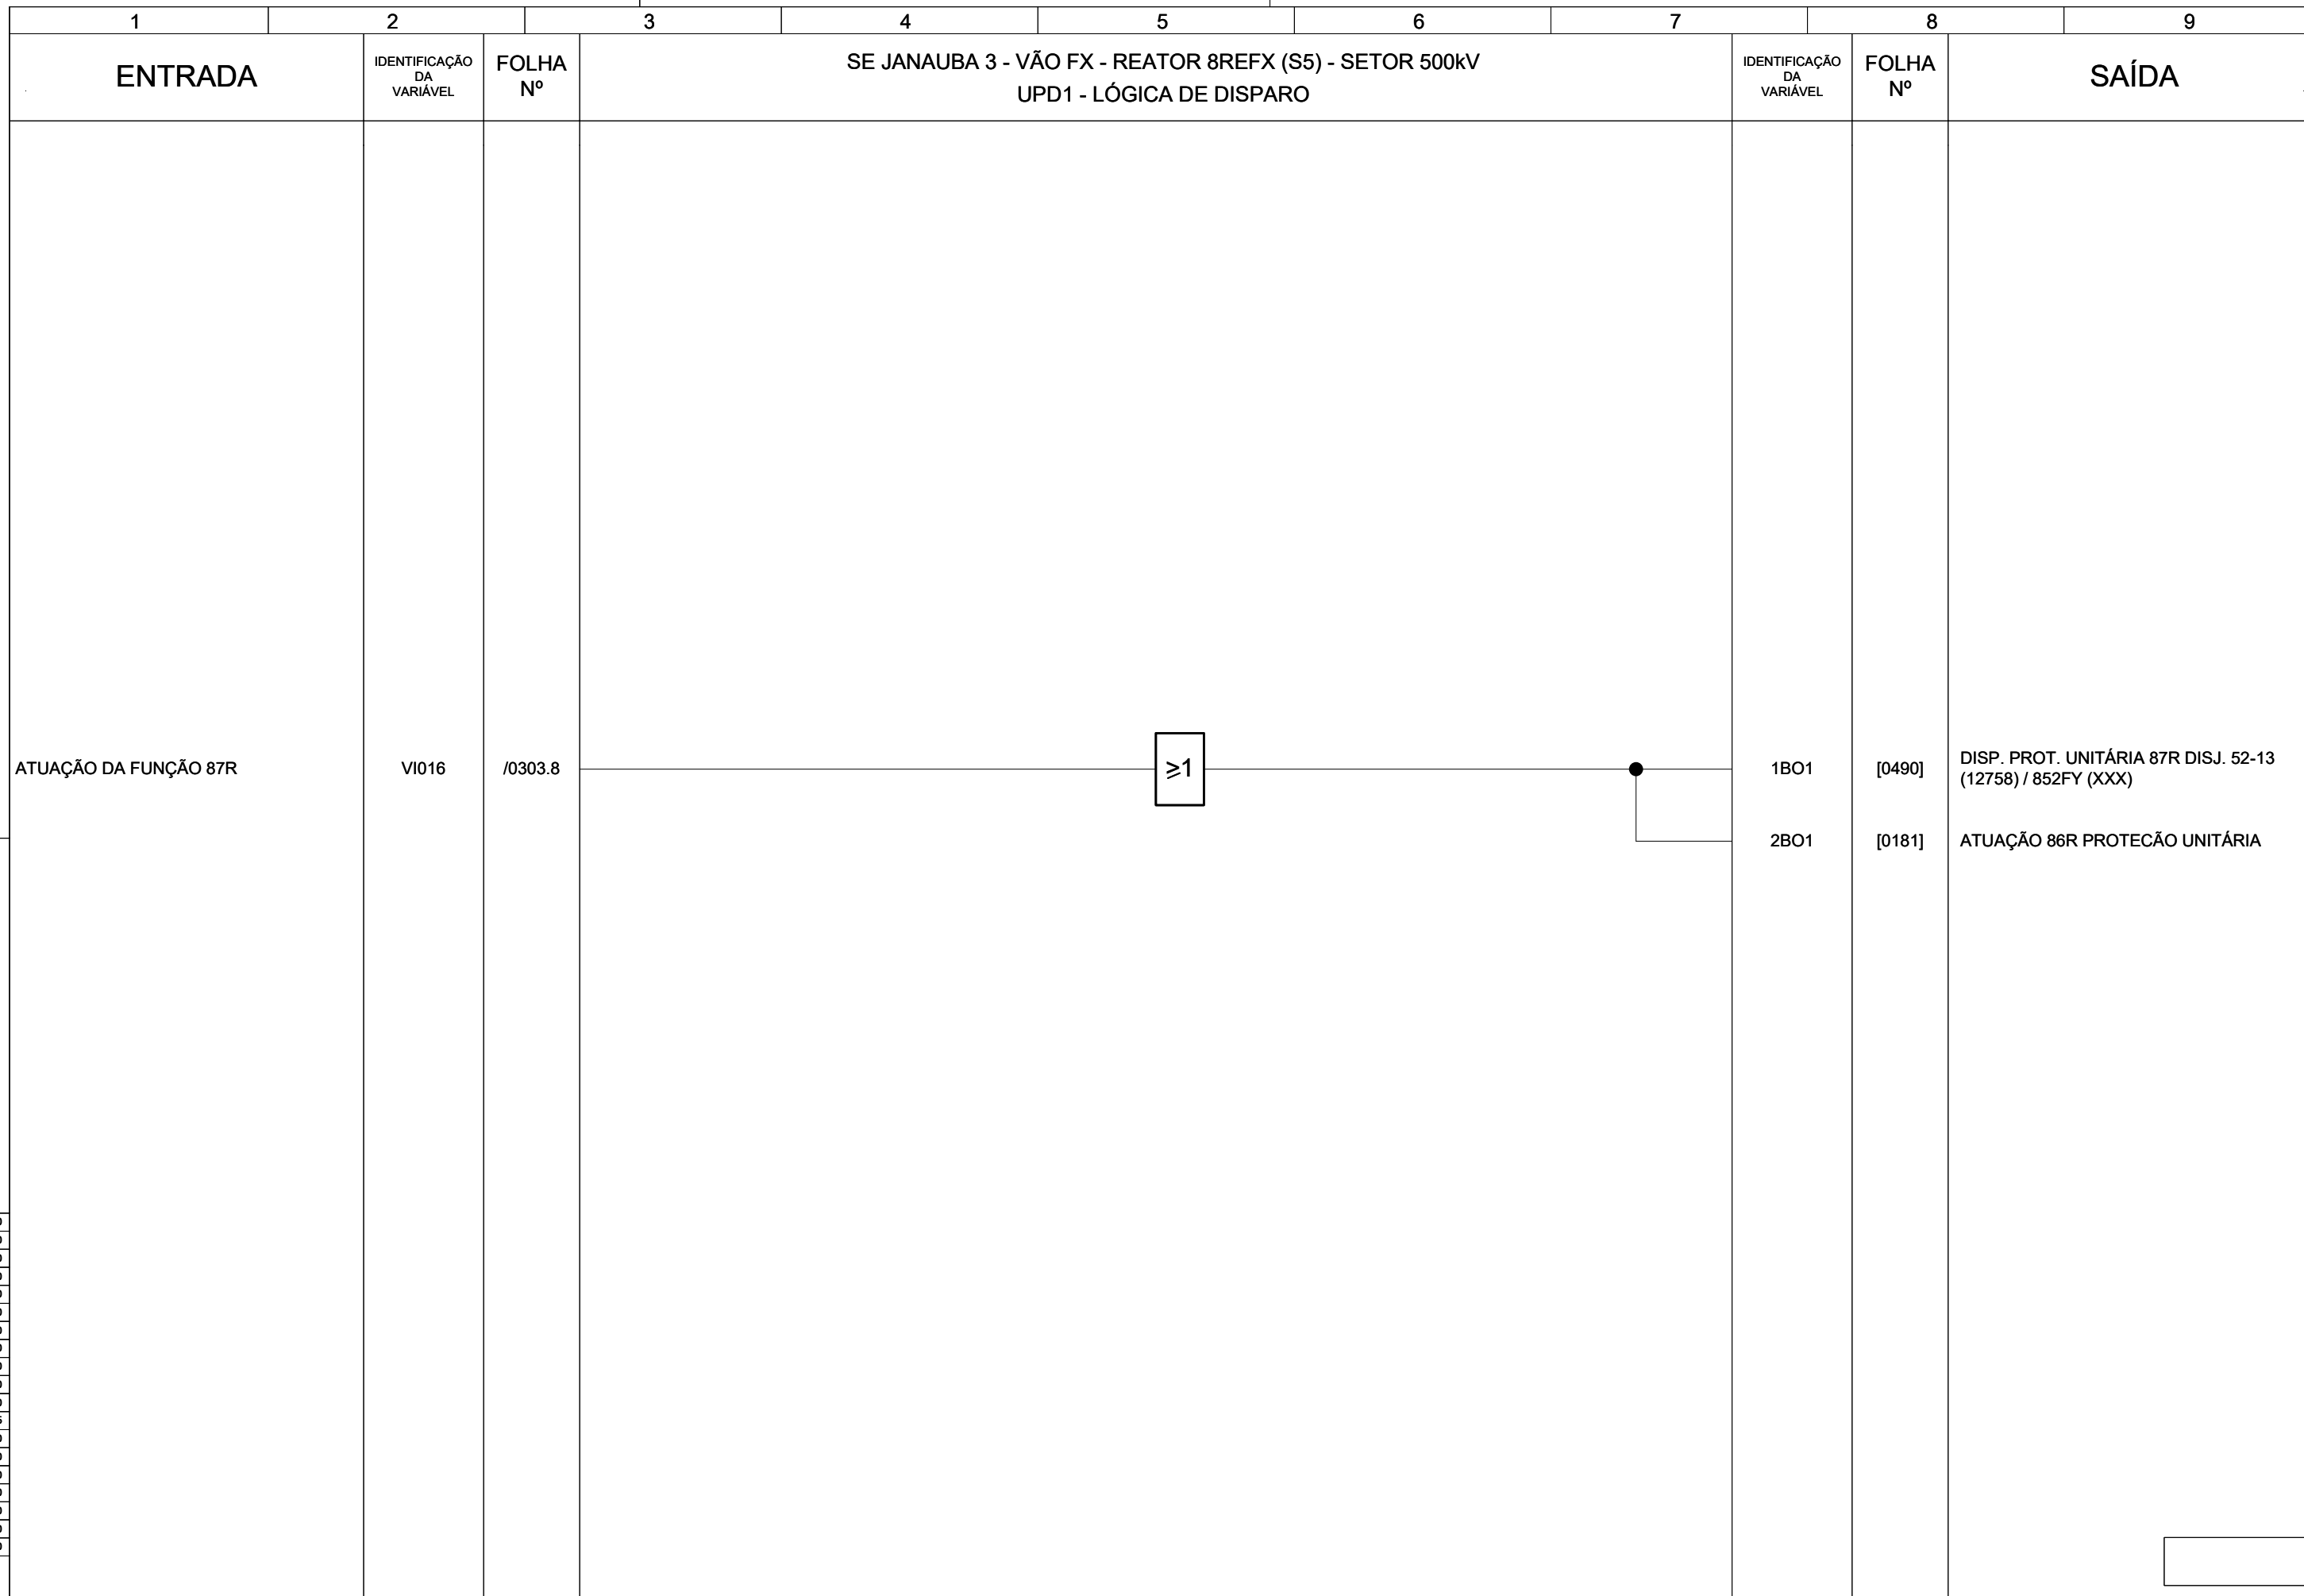 1 2 3 4 5 6 7 8 9
ENTRADA
IDENTIFICAÇÃO
DA
VARIÁVEL
FOLHA
Nº
SE JANAUBA 3 - VÃO FX - REATOR 8REFX (S5) - SETOR 500kV
UPD1 - LÓGICA DE DISPARO
IDENTIFICAÇÃO
DA
VARIÁVEL
FOLHA
Nº
SAÍDA
ATUAÇÃO DA FUNÇÃO 87R
VI016
/0303.8
≥1
1BO1
[0490]
DISP. PROT. UNITÁRIA 87R DISJ. 52-13
(12758) / 852FY (XXX)
2BO1
[0181]
ATUAÇÃO 86R PROTECÃO UNITÁRIA